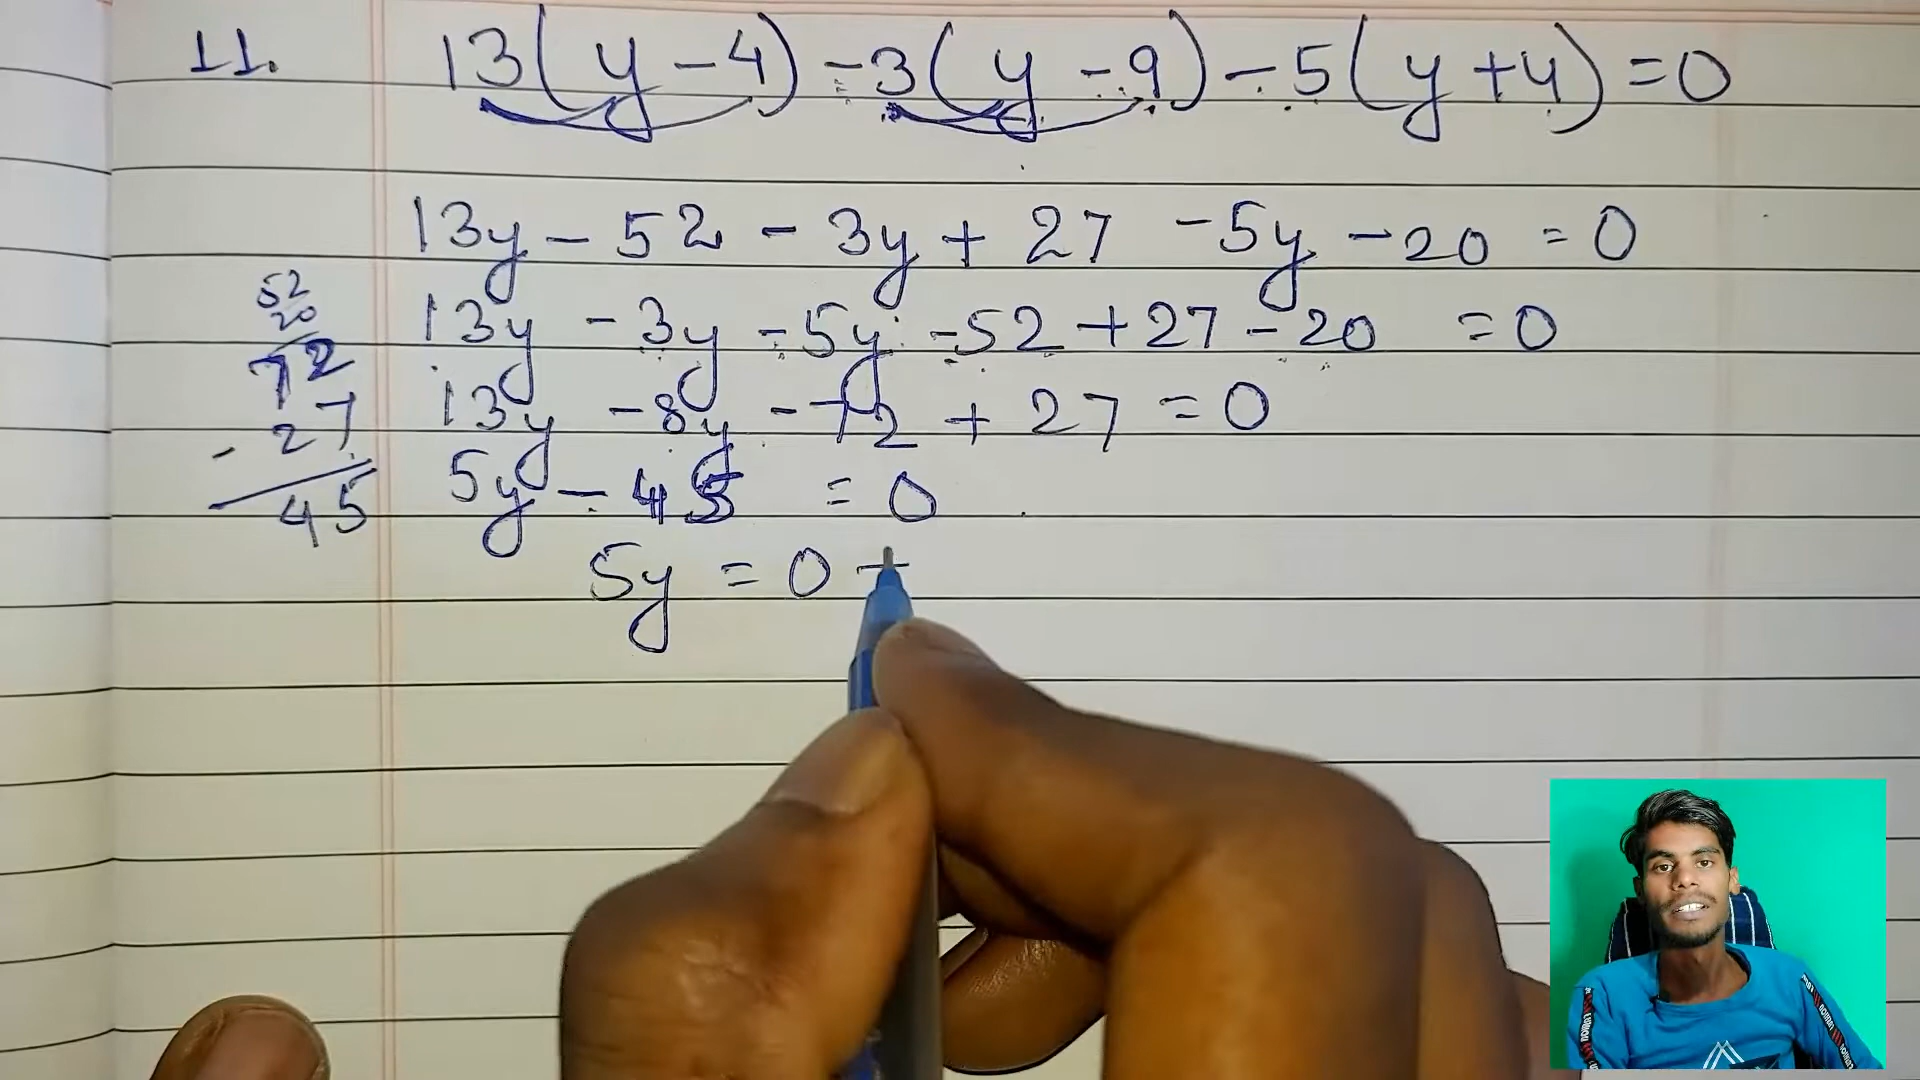 11. 13(y-4) - 3(y-9) - 5(y+4) = 0
13y - 52 - 3y + 27 - 5y - 20 = 0
13y - 3y - 5y - 52 + 27 - 20 = 0
13y - 8y - 72 + 27 = 0
5y - 45 = 0
5y = 0 +
52
20
72
- 27
45